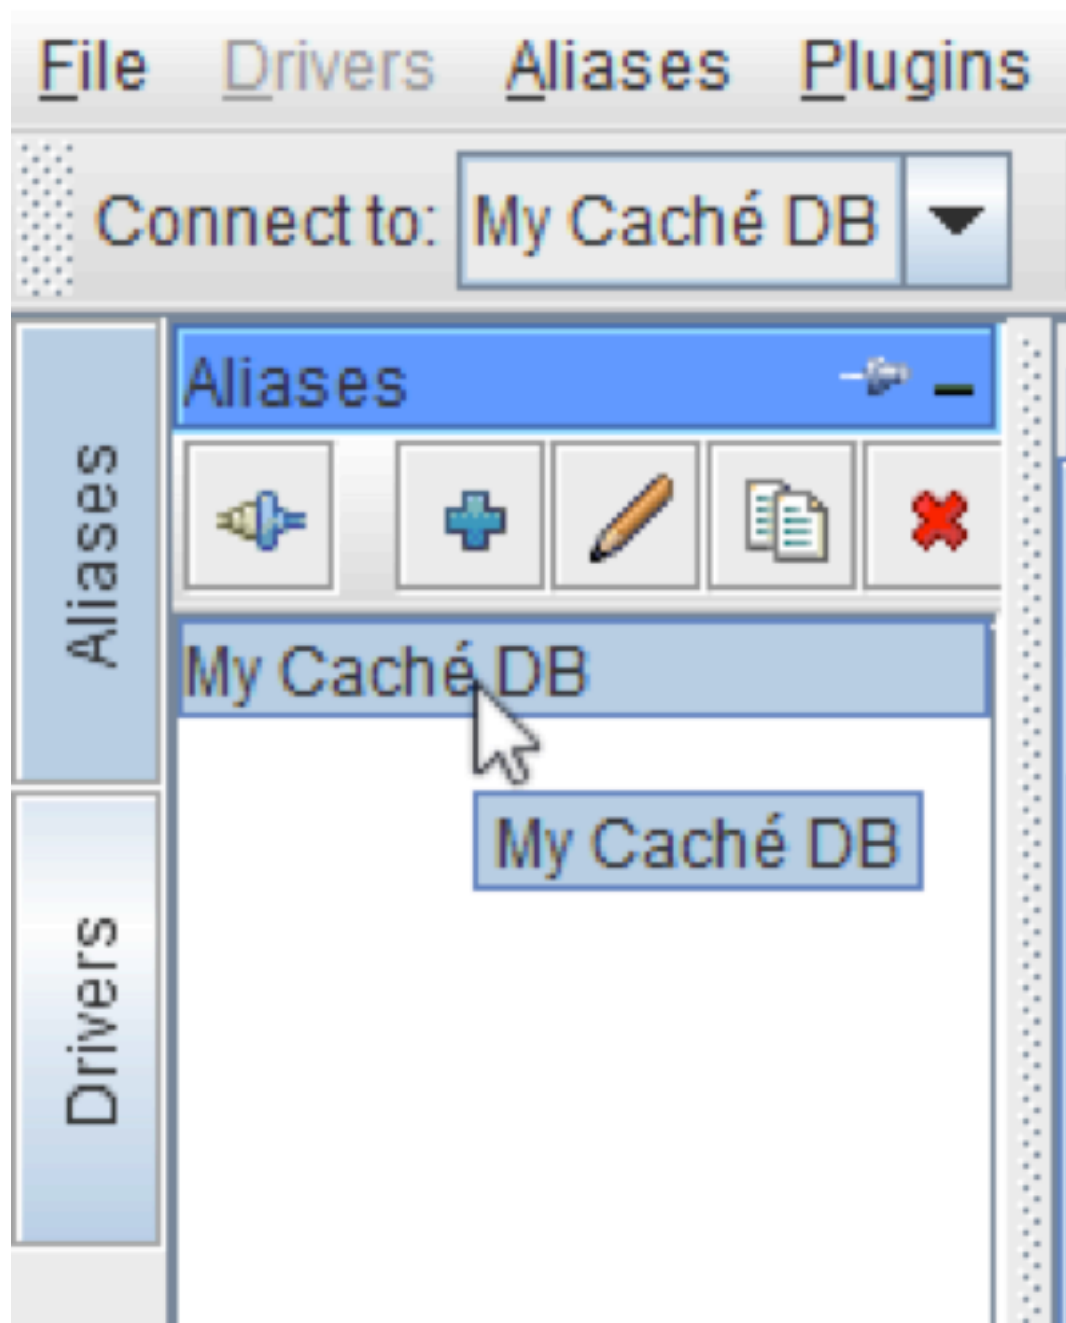 File Drivers Aliases Plugins
Connect to: My Caché DB
Aliases
Aliases
My Caché DB
My Caché DB
Drivers